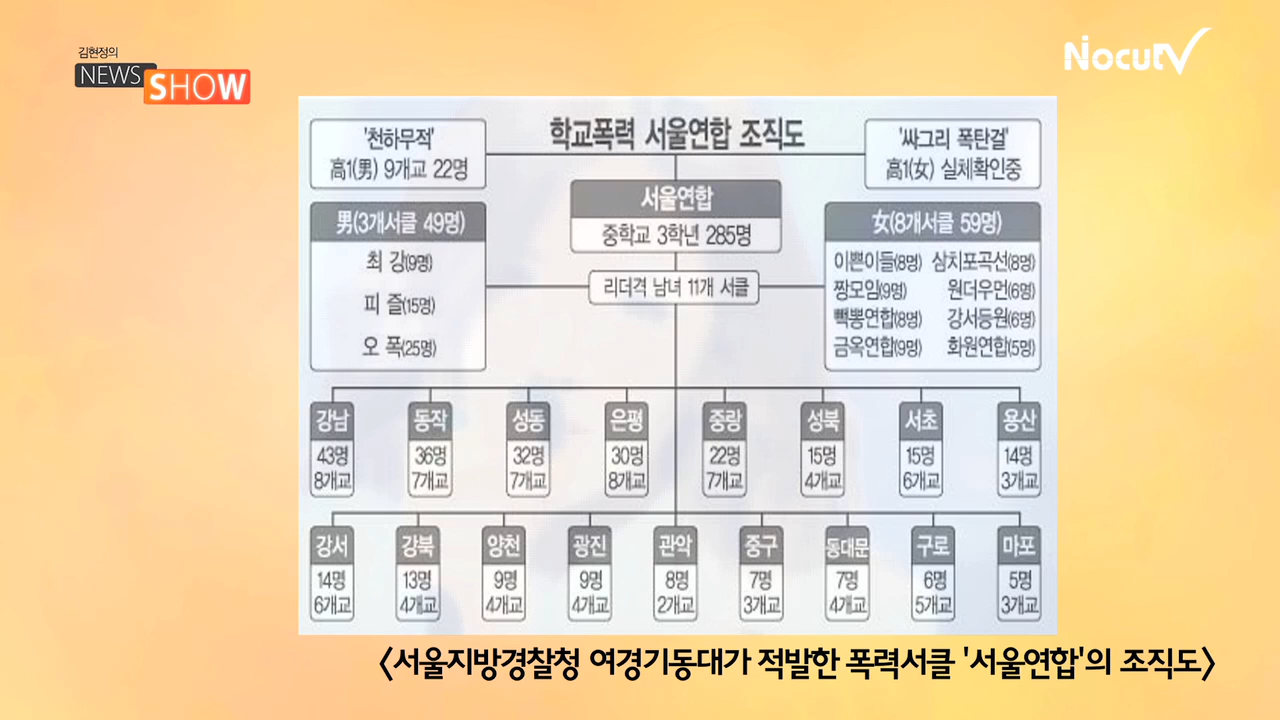 김현정의
NEWS SHOW
NocutV
학교폭력 서울연합 조직도
'천하무적'
高1(男) 9개교 22명
'싸그리 폭탄걸'
高1(女) 실체확인중
서울연합
중학교 3학년 285명
리더격 남녀 11개 서클
男(3개서클 49명)
최 강(9명)
피 즐(15명)
오 폭(25명)
女(8개서클 59명)
이쁜이들(8명) 삼치포곡선(8명)
짱모임(9명) 원더우먼(6명)
빽뽕연합(8명) 강서등원(6명)
금옥연합(9명) 화원연합(5명)
강남 동작 성동 은평 중랑 성북 서초 용산
43명 36명 32명 30명 22명 15명 15명 14명
8개교 7개교 7개교 8개교 7개교 4개교 6개교 3개교
강서 강북 양천 광진 관악 중구 동대문 구로 마포
14명 13명 9명 9명 8명 7명 7명 6명 5명
6개교 4개교 4개교 4개교 2개교 3개교 4개교 5개교 3개교
〈서울지방경찰청 여경기동대가 적발한 폭력서클 '서울연합'의 조직도〉